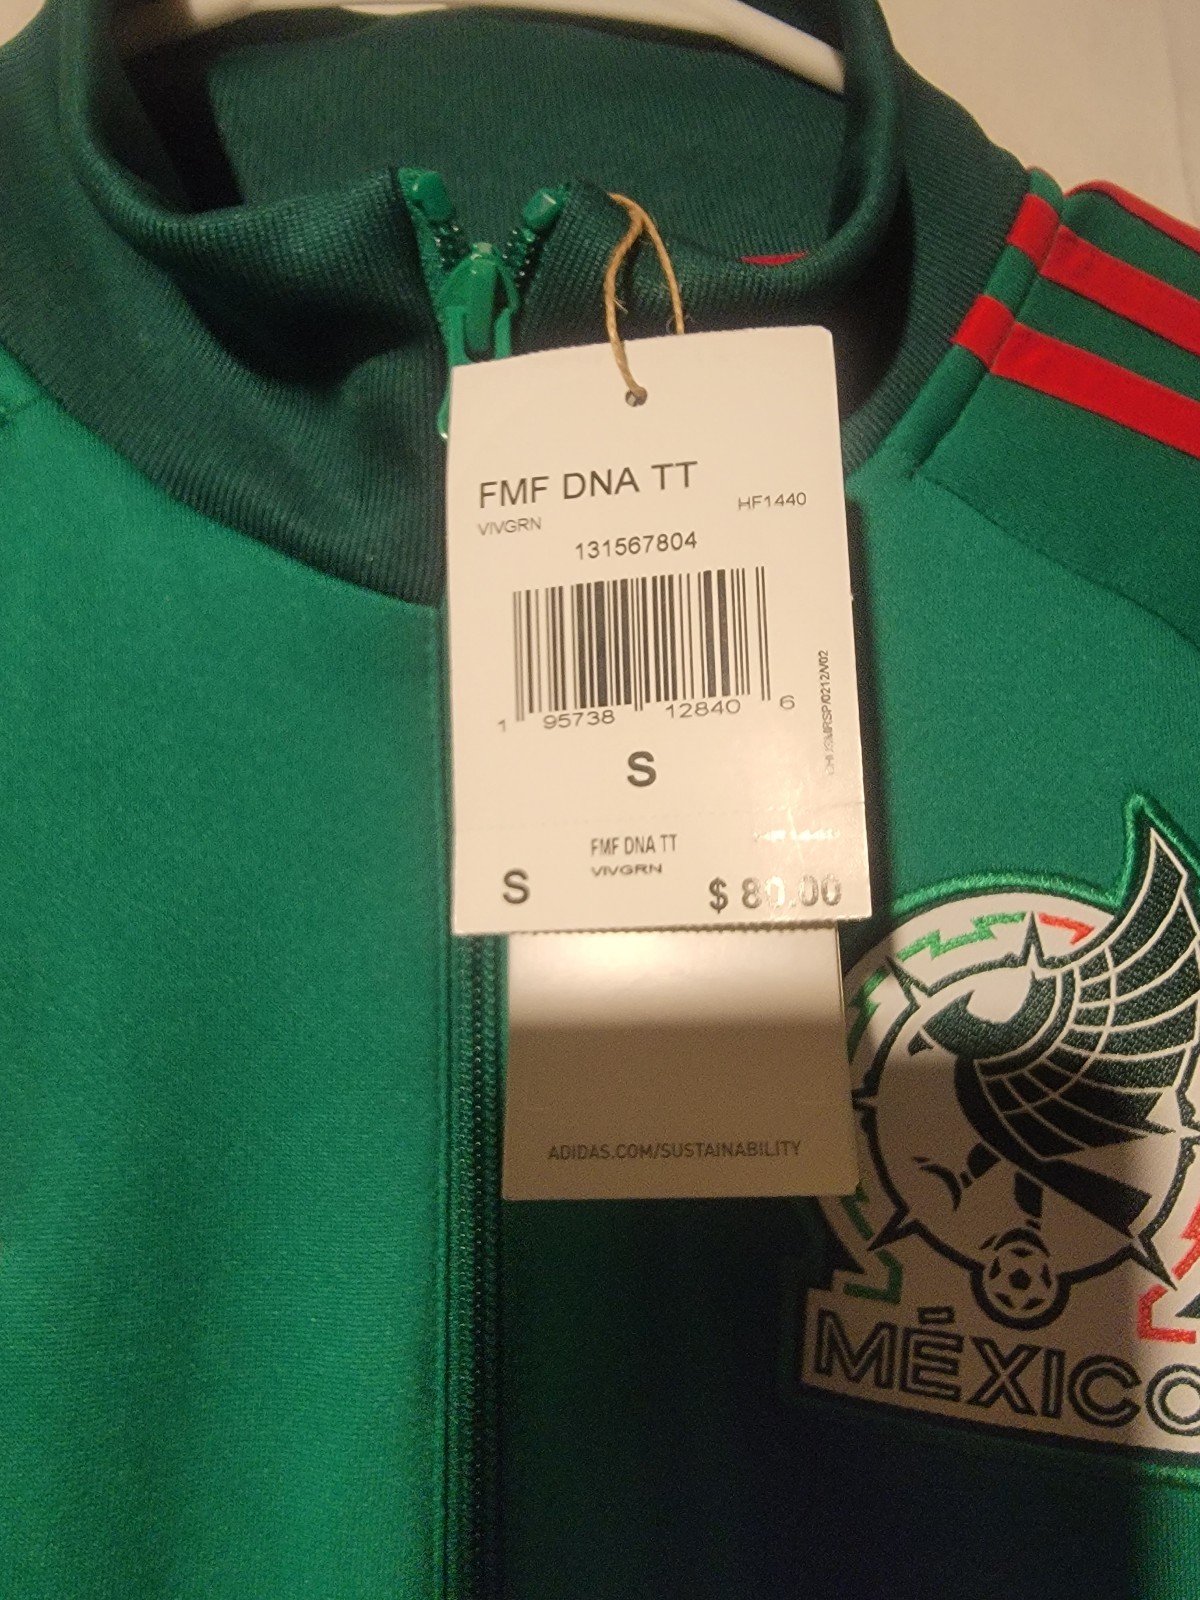 FMF DNA TT
VIVGRN
HF1440
131567804
1 95738 12840 6
S
FMF DNA TT
VIVGRN
S
$ 80.00
ADIDAS.COM/SUSTAINABILITY
MÉXICO